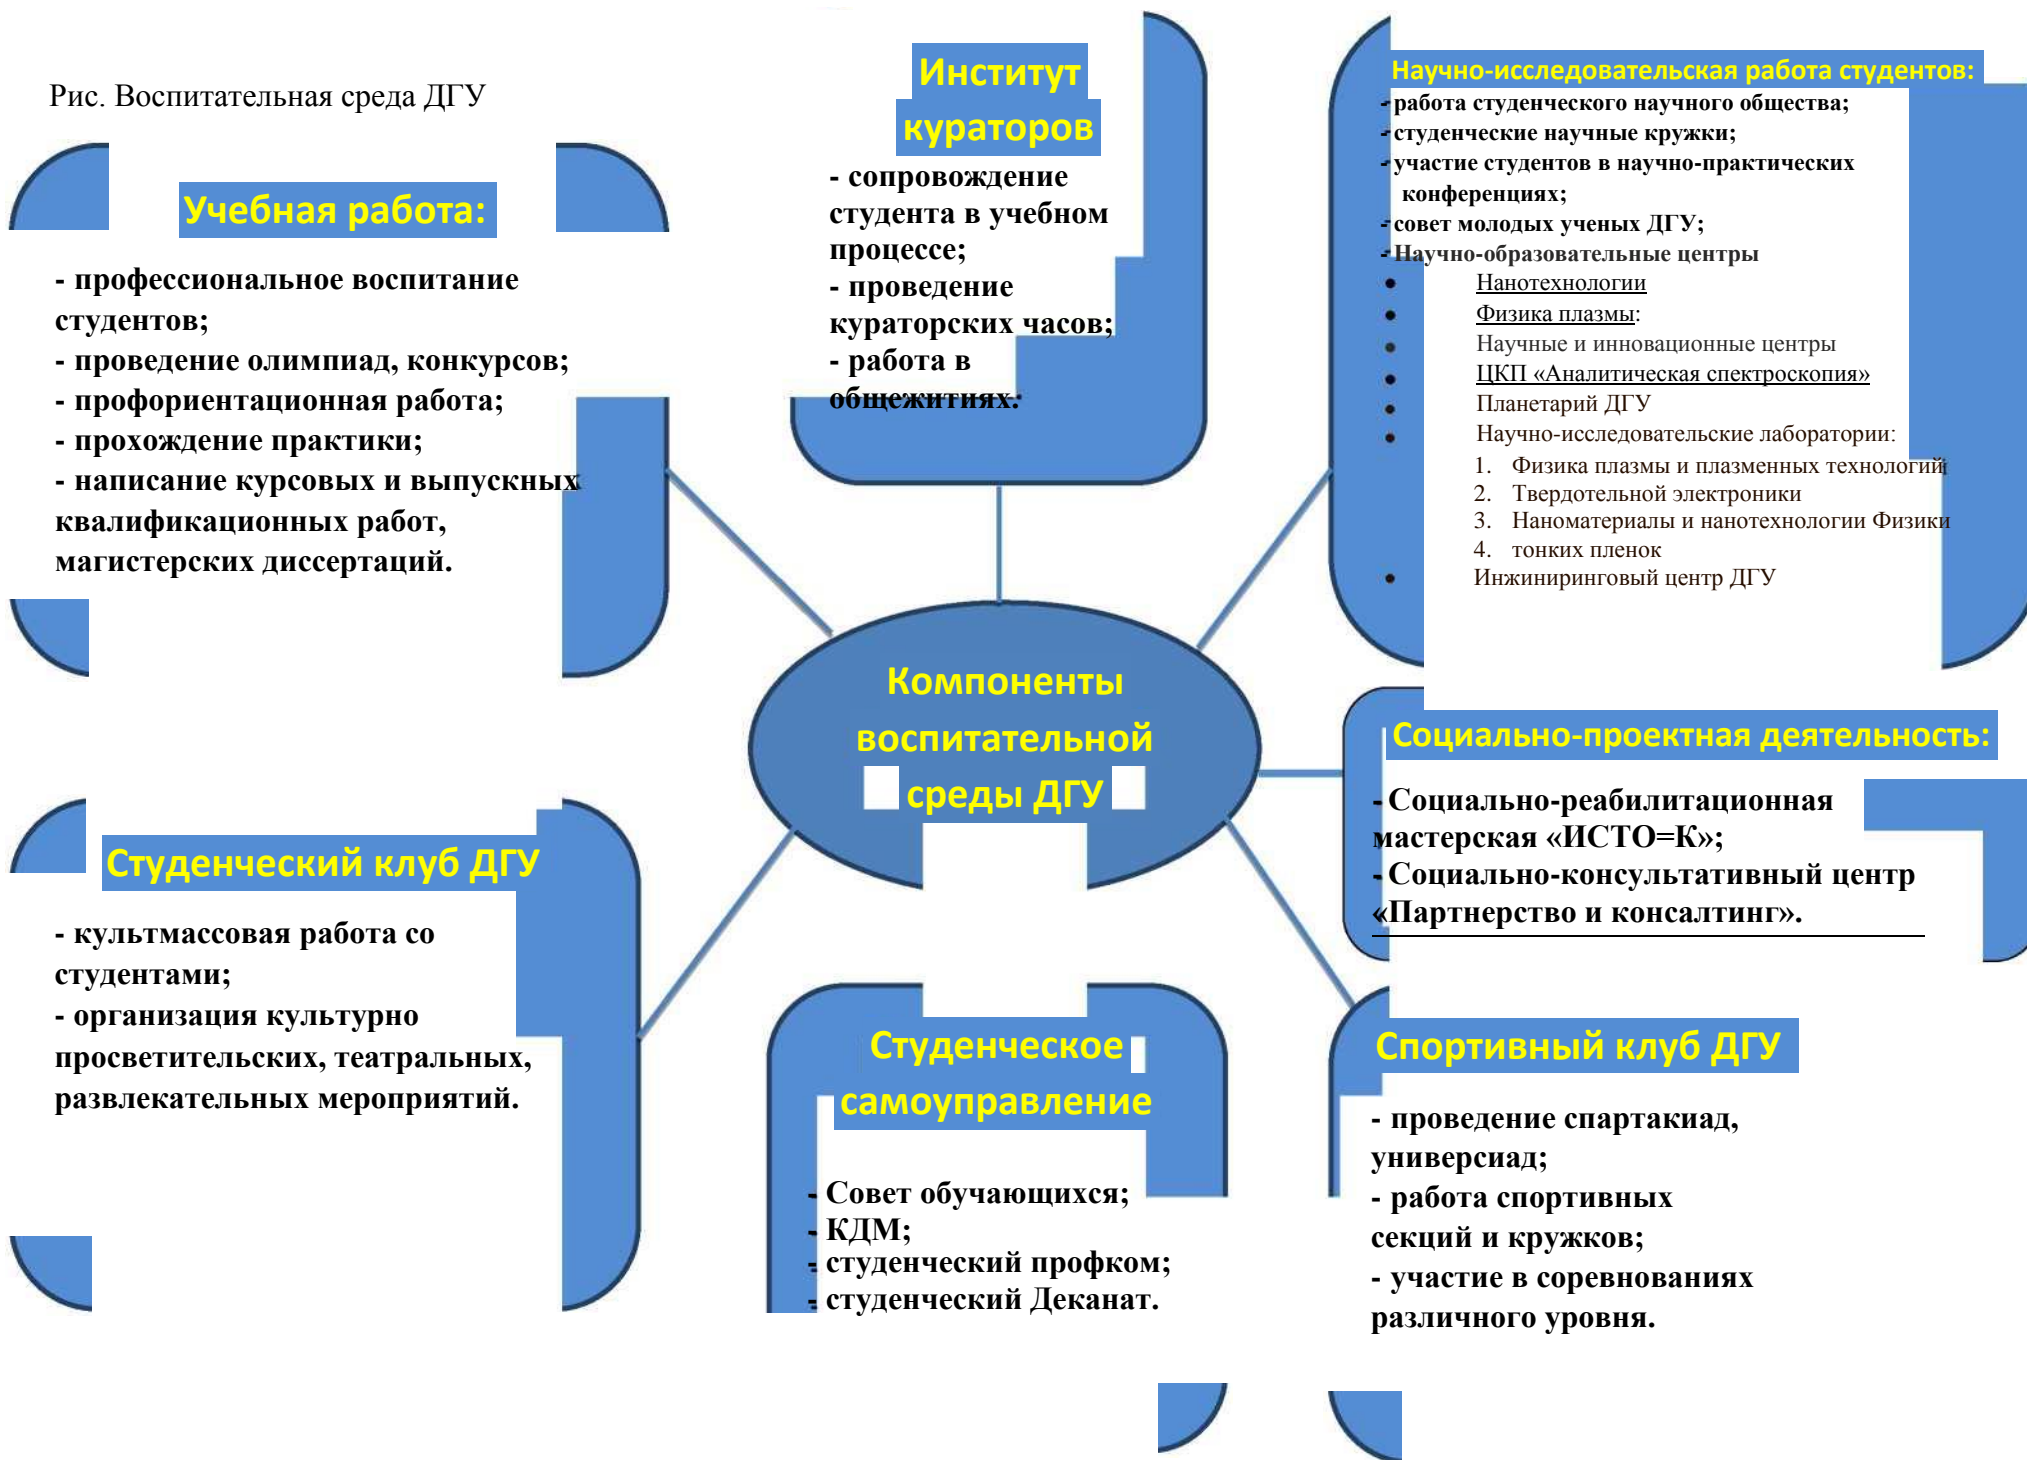 Рис. Воспитательная среда ДГУ
Учебная работа:
- профессиональное воспитание
студентов;
- проведение олимпиад, конкурсов;
- профориентационная работа;
- прохождение практики;
- написание курсовых и выпускных
квалификационных работ,
магистерских диссертаций.
Институт
кураторов
- сопровождение
студента в учебном
процессе;
- проведение
кураторских часов;
- работа в
общежитиях.
Научно-исследовательская работа студентов:
- работа студенческого научного общества;
- студенческие научные кружки;
- участие студентов в научно-практических
конференциях;
- совет молодых ученых ДГУ;
- Научно-образовательные центры
• Нанотехнологии
• Физика плазмы:
• Научные и инновационные центры
• ЦКП «Аналитическая спектроскопия»
• Планетарий ДГУ
• Научно-исследовательские лаборатории:
1. Физика плазмы и плазменных технологий
2. Твердотельной электроники
3. Наноматериалы и нанотехнологии Физики
4. тонких пленок
• Инжиниринговый центр ДГУ
Компоненты
воспитательной
среды ДГУ
Социально-проектная деятельность:
- Социально-реабилитационная
мастерская «ИСТО=К»;
- Социально-консультативный центр
«Партнерство и консалтинг».
Студенческий клуб ДГУ
- культмассовая работа со
студентами;
- организация культурно
просветительских, театральных,
развлекательных мероприятий.
Студенческое
самоуправление
- Совет обучающихся;
- КДМ;
- студенческий профком;
- студенческий Деканат.
Спортивный клуб ДГУ
- проведение спартакиад,
универсиад;
- работа спортивных
секций и кружков;
- участие в соревнованиях
различного уровня.